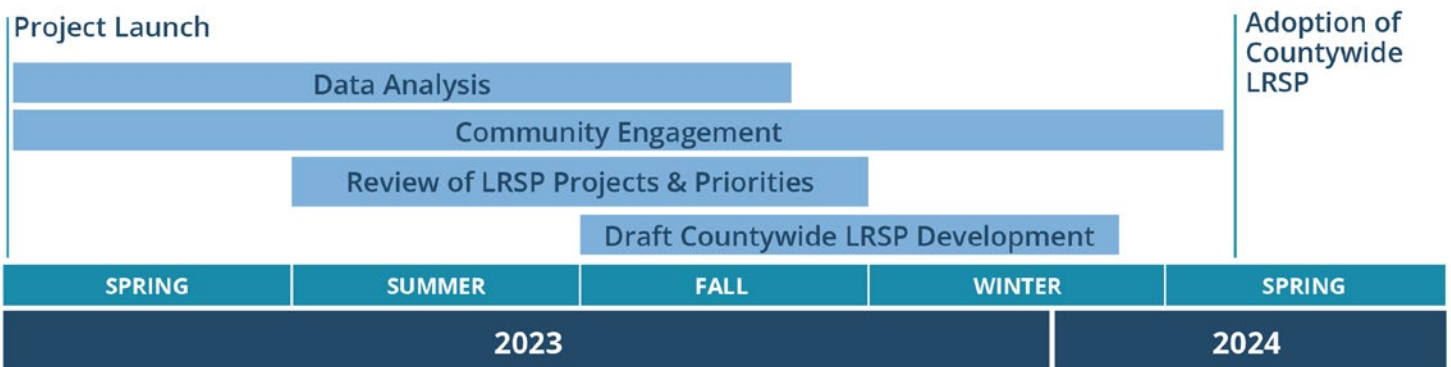 Project Launch
Adoption of
Countywide
LRSP
Data Analysis
Community Engagement
Review of LRSP Projects & Priorities
Draft Countywide LRSP Development
SPRING
SUMMER
FALL
WINTER
SPRING
2023
2024